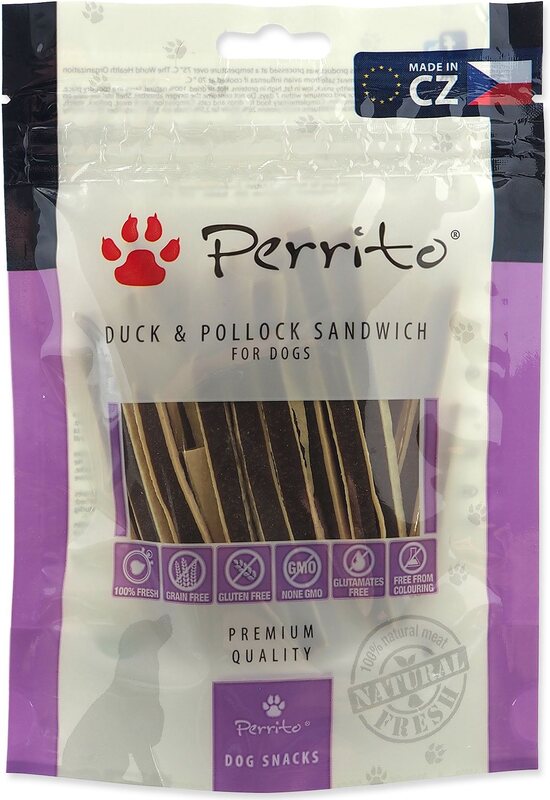 MADE IN
CZ
Perrito®
DUCK & POLLOCK SANDWICH
FOR DOGS
100% FRESH
GRAIN FREE
GLUTEN FREE
GMO
NONE GMO
GLUTAMATES
FREE
FREE FROM
COLOURING
PREMIUM
QUALITY
100% natural meat
NATURAL
FRESH
Perrito®
DOG SNACKS